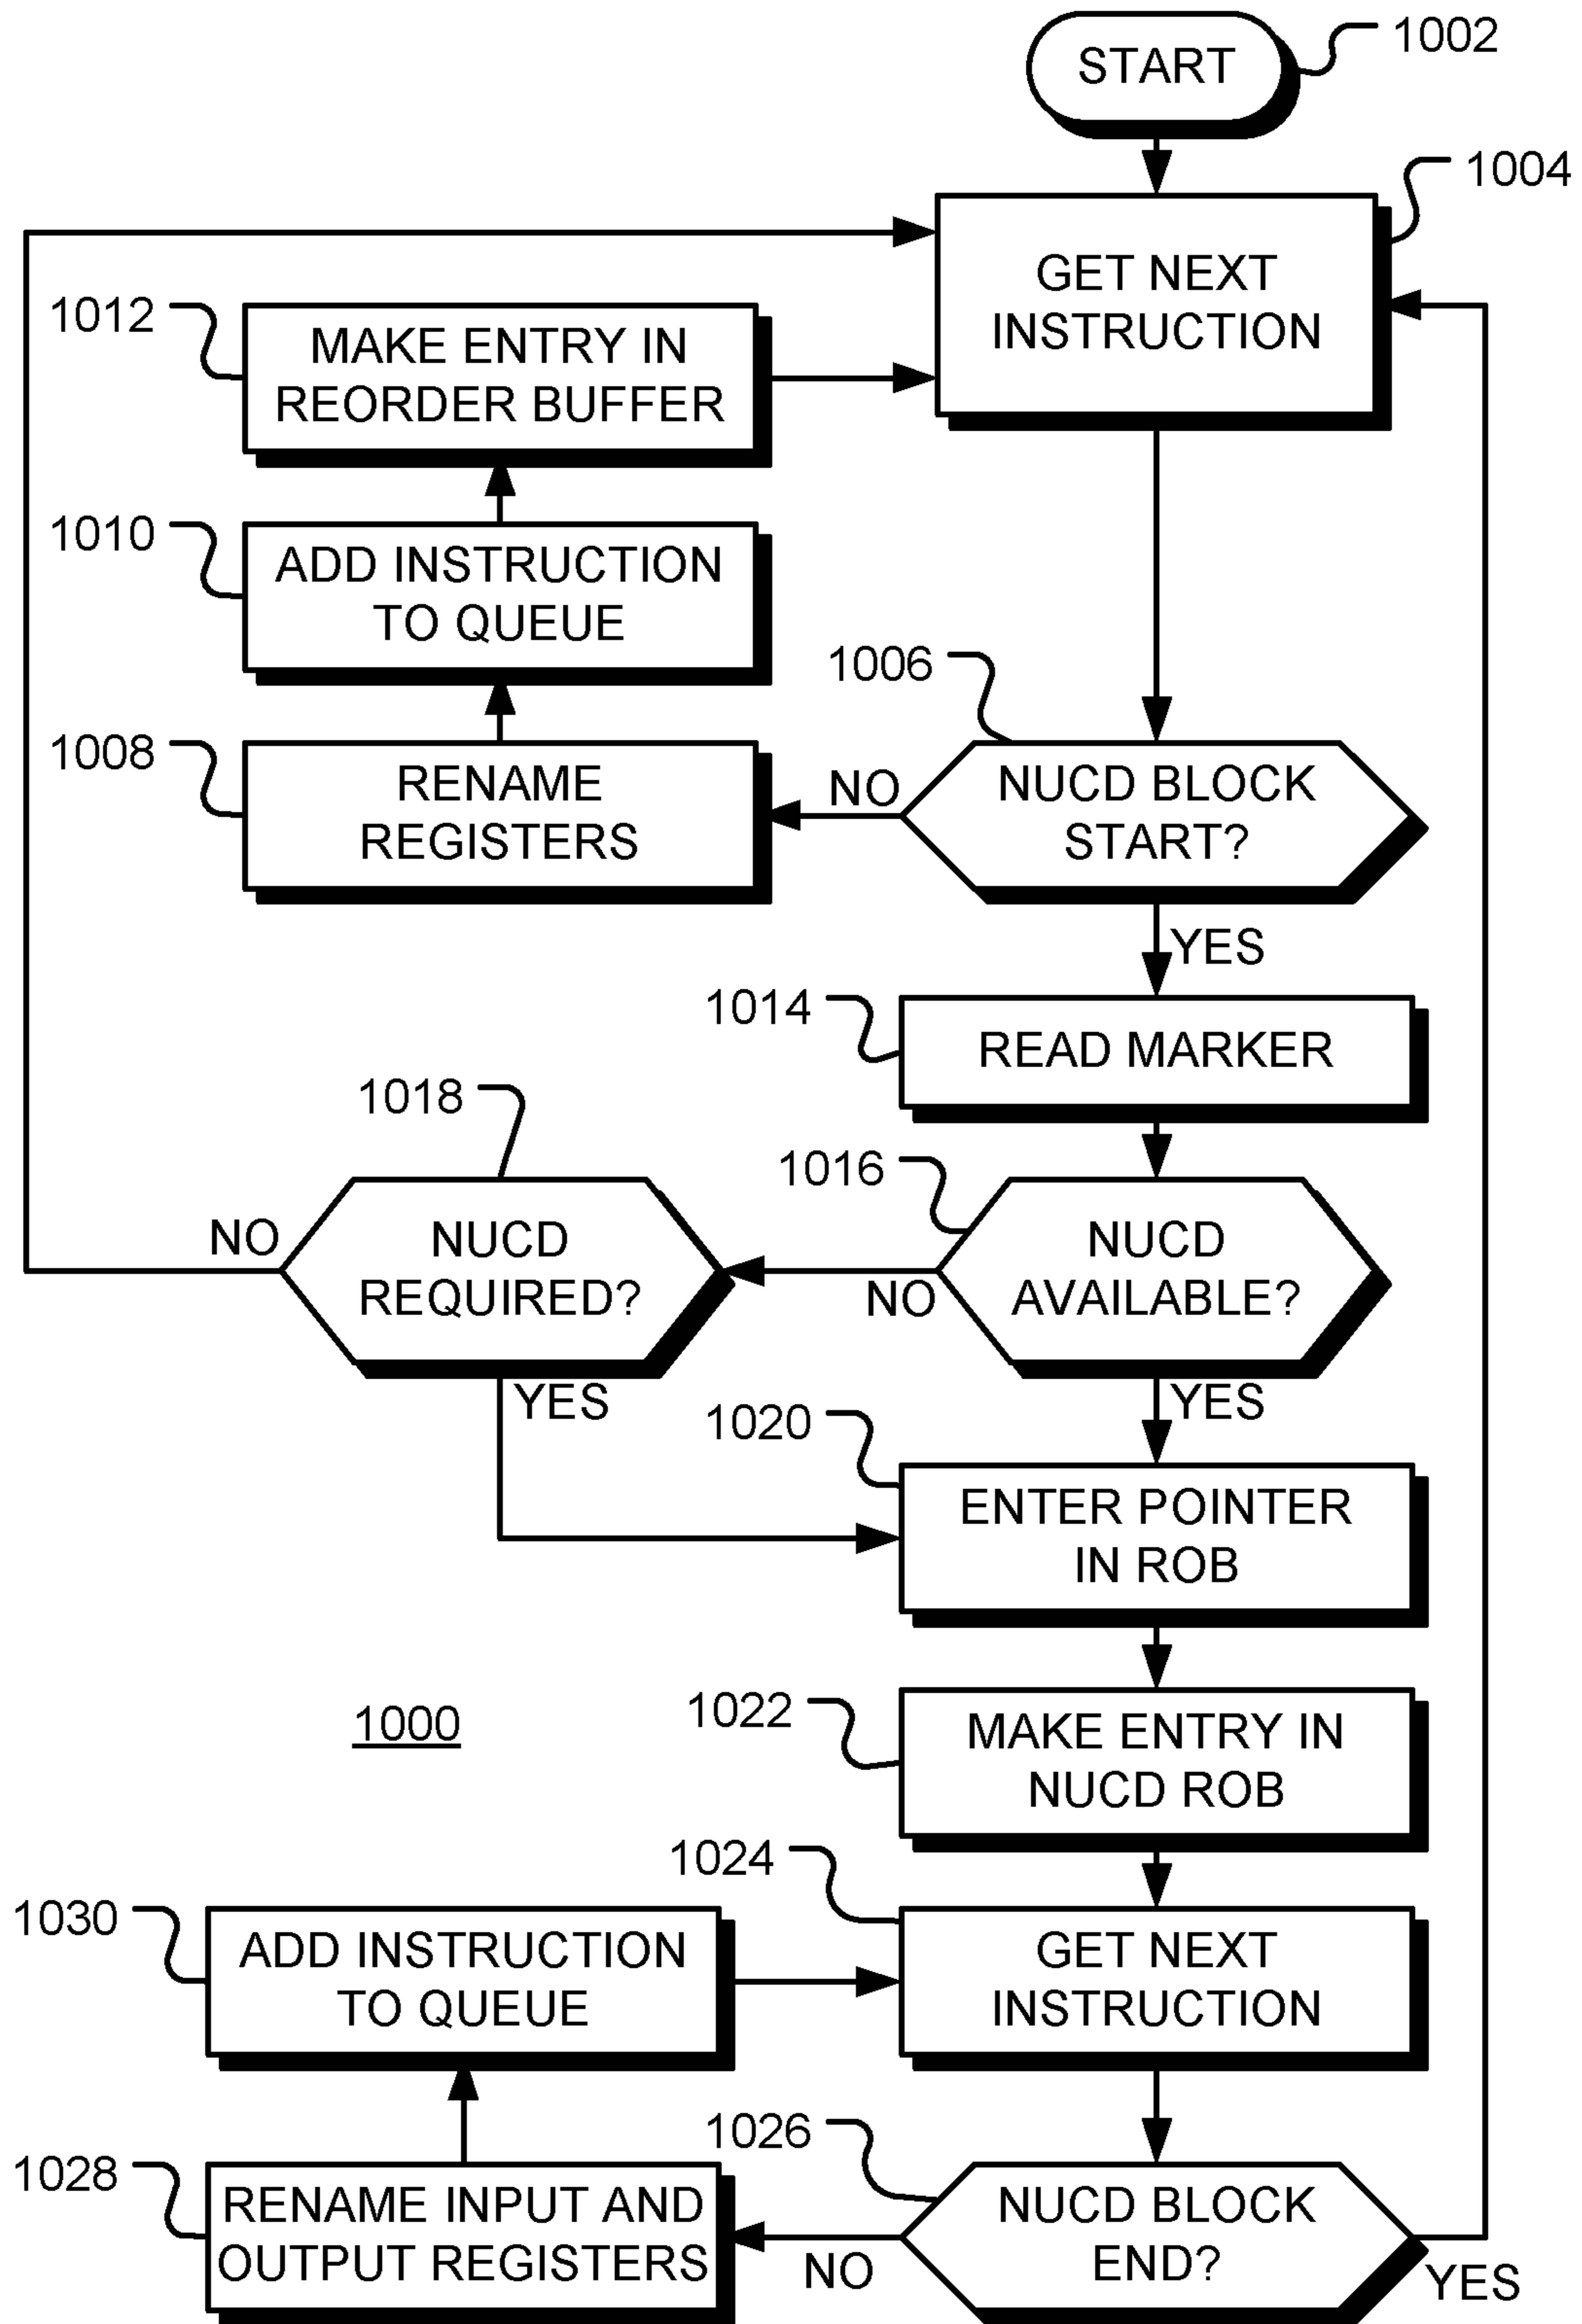 START
1002
1004
GET NEXT
INSTRUCTION
1012
MAKE ENTRY IN
REORDER BUFFER
1010
ADD INSTRUCTION
TO QUEUE
1006
1008
RENAME
REGISTERS
NO
NUCD BLOCK
START?
YES
1014
READ MARKER
1018
1016
NO
NUCD
REQUIRED?
NO
NUCD
AVAILABLE?
YES
YES
1020
ENTER POINTER
IN ROB
1000
1022
MAKE ENTRY IN
NUCD ROB
1024
1030
ADD INSTRUCTION
TO QUEUE
GET NEXT
INSTRUCTION
1026
1028
RENAME INPUT AND
OUTPUT REGISTERS
NO
NUCD BLOCK
END?
YES